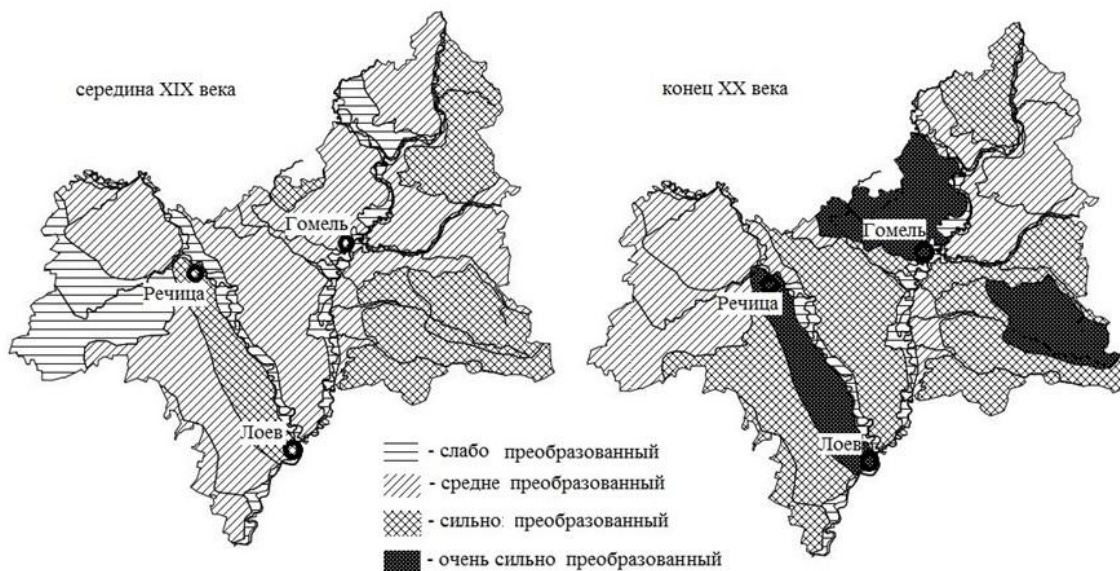 середина XIX века
Гомель
Речица
Лоев
конец XX века
Гомель
Речица
Лоев
- слабо преобразованный
- средне преобразованный
- сильно: преобразованный
- очень сильно преобразованный